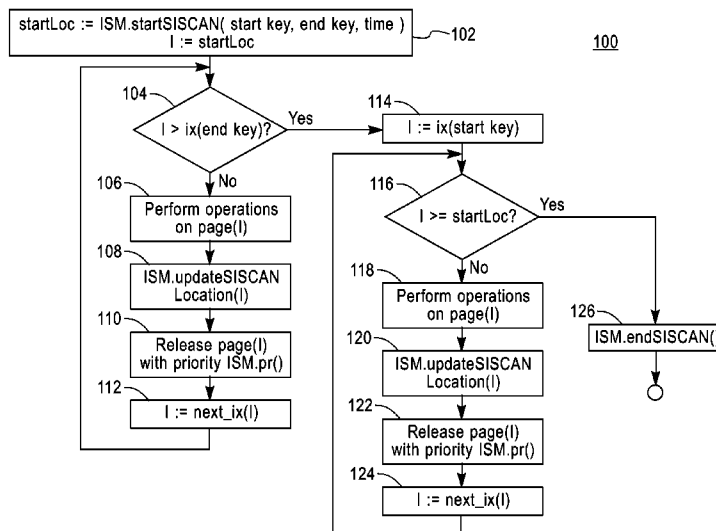 startLoc := ISM.startSISCAN( start key, end key, time )
I := startLoc
102
100
104
I > ix(end key)?
Yes
No
106
Perform operations
on page(I)
108
ISM.updateSISCAN
Location(I)
110
Release page(I)
with priority ISM.pr()
112
I := next_ix(I)
114
I := ix(start key)
116
I >= startLoc?
Yes
No
118
Perform operations
on page(I)
120
ISM.updateSISCAN
Location(I)
122
Release page(I)
with priority ISM.pr()
124
I := next_ix(I)
126
ISM.endSISCAN()